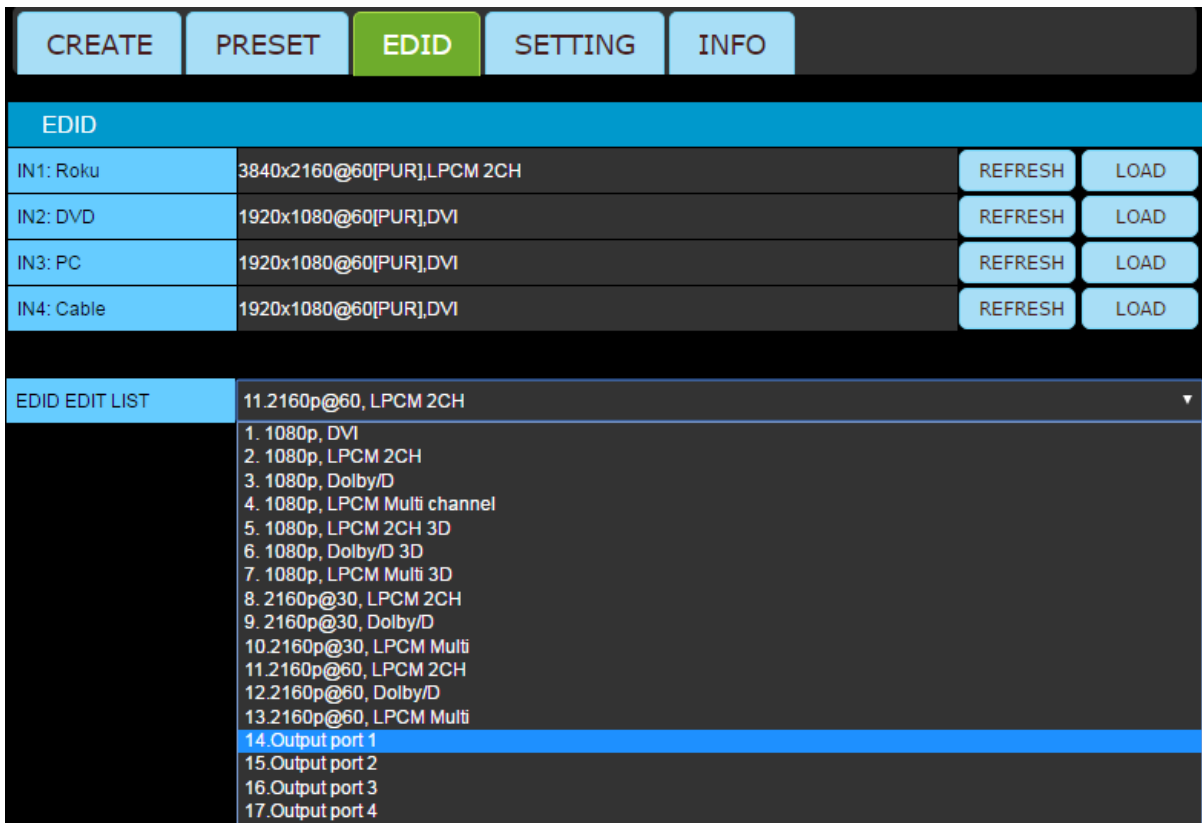 CREATE PRESET EDID SETTING INFO
EDID
IN1: Roku 3840x2160@60[PUR],LPCM 2CH REFRESH LOAD
IN2: DVD 1920x1080@60[PUR],DVI REFRESH LOAD
IN3: PC 1920x1080@60[PUR],DVI REFRESH LOAD
IN4: Cable 1920x1080@60[PUR],DVI REFRESH LOAD
EDID EDIT LIST 11.2160p@60, LPCM 2CH
1. 1080p, DVI
2. 1080p, LPCM 2CH
3. 1080p, Dolby/D
4. 1080p, LPCM Multi channel
5. 1080p, LPCM 2CH 3D
6. 1080p, Dolby/D 3D
7. 1080p, LPCM Multi 3D
8. 2160p@30, LPCM 2CH
9. 2160p@30, Dolby/D
10.2160p@30, LPCM Multi
11.2160p@60, LPCM 2CH
12.2160p@60, Dolby/D
13.2160p@60, LPCM Multi
14.Output port 1
15.Output port 2
16.Output port 3
17.Output port 4